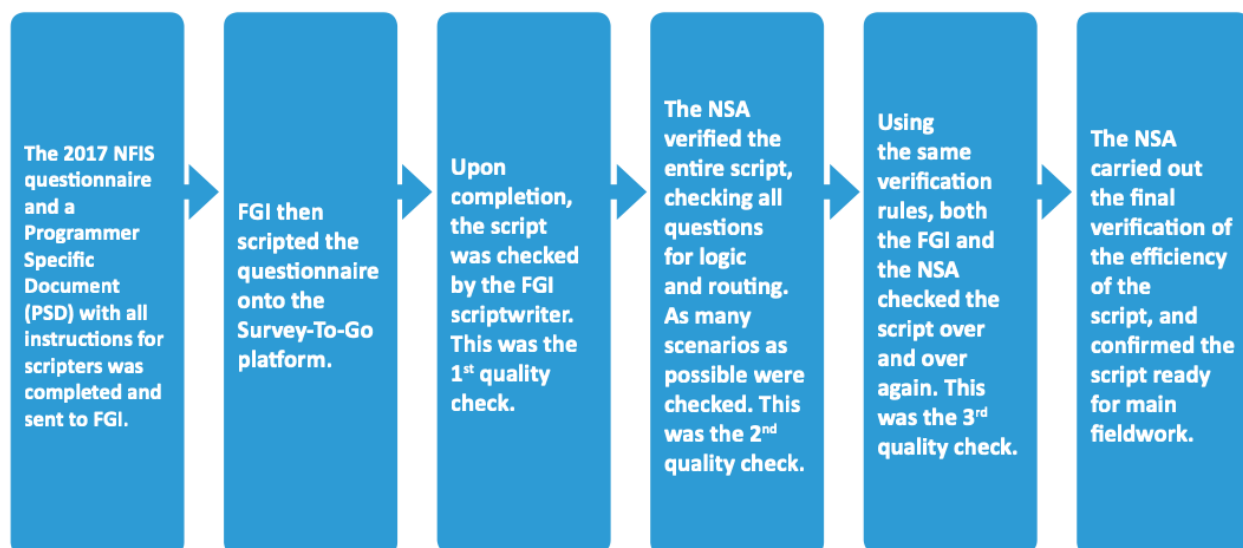 The 2017 NFIS
questionnaire
and a
Programmer
Specific
Document
(PSD) with all
instructions for
scripters was
completed and
sent to FGI.
FGI then
scripted the
questionnaire
onto the
Survey-To-Go
platform.
Upon
completion,
the script
was checked
by the FGI
scriptwriter.
This was the
1st quality
check.
The NSA
verified the
entire script,
checking all
questions
for logic
and routing.
As many
scenarios as
possible were
checked. This
was the 2nd
quality check.
Using
the same
verification
rules, both
the FGI and
the NSA
checked the
script over
and over
again. This
was the 3rd
quality check.
The NSA
carried out
the final
verification of
the efficiency
of the
script, and
confirmed the
script ready
for main
fieldwork.